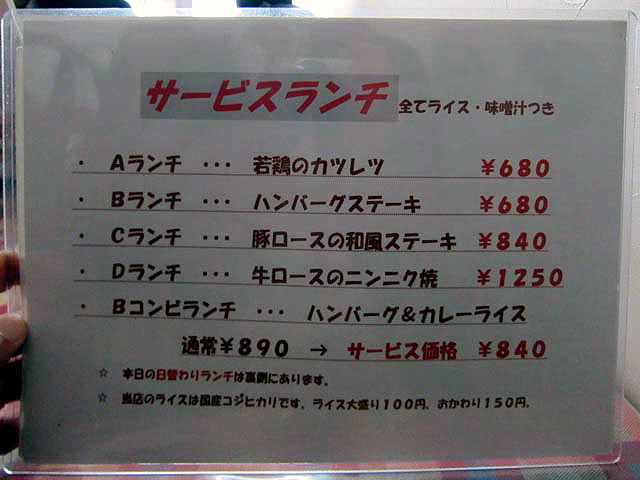 サービスランチ 全てライス・味噌汁つき
・ Aランチ ・・・ 若鶏のカツレツ ¥680
・ Bランチ ・・・ ハンバーグステーキ ¥680
・ Cランチ ・・・ 豚ロースの和風ステーキ ¥840
・ Dランチ ・・・ 牛ロースのニンニク焼 ¥1250
・ Bコンビランチ ・・・ ハンバーグ&カレーライス
通常¥890 → サービス価格 ¥840
☆ 本日の日替わりランチは裏側にあります。
☆ 当店のライスは国産コシヒカリです。ライス大盛り100円、おかわり150円。